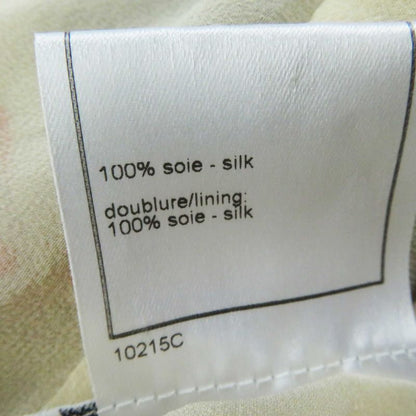 100% soie - silk
doublure/lining:
100% soie - silk
10215C